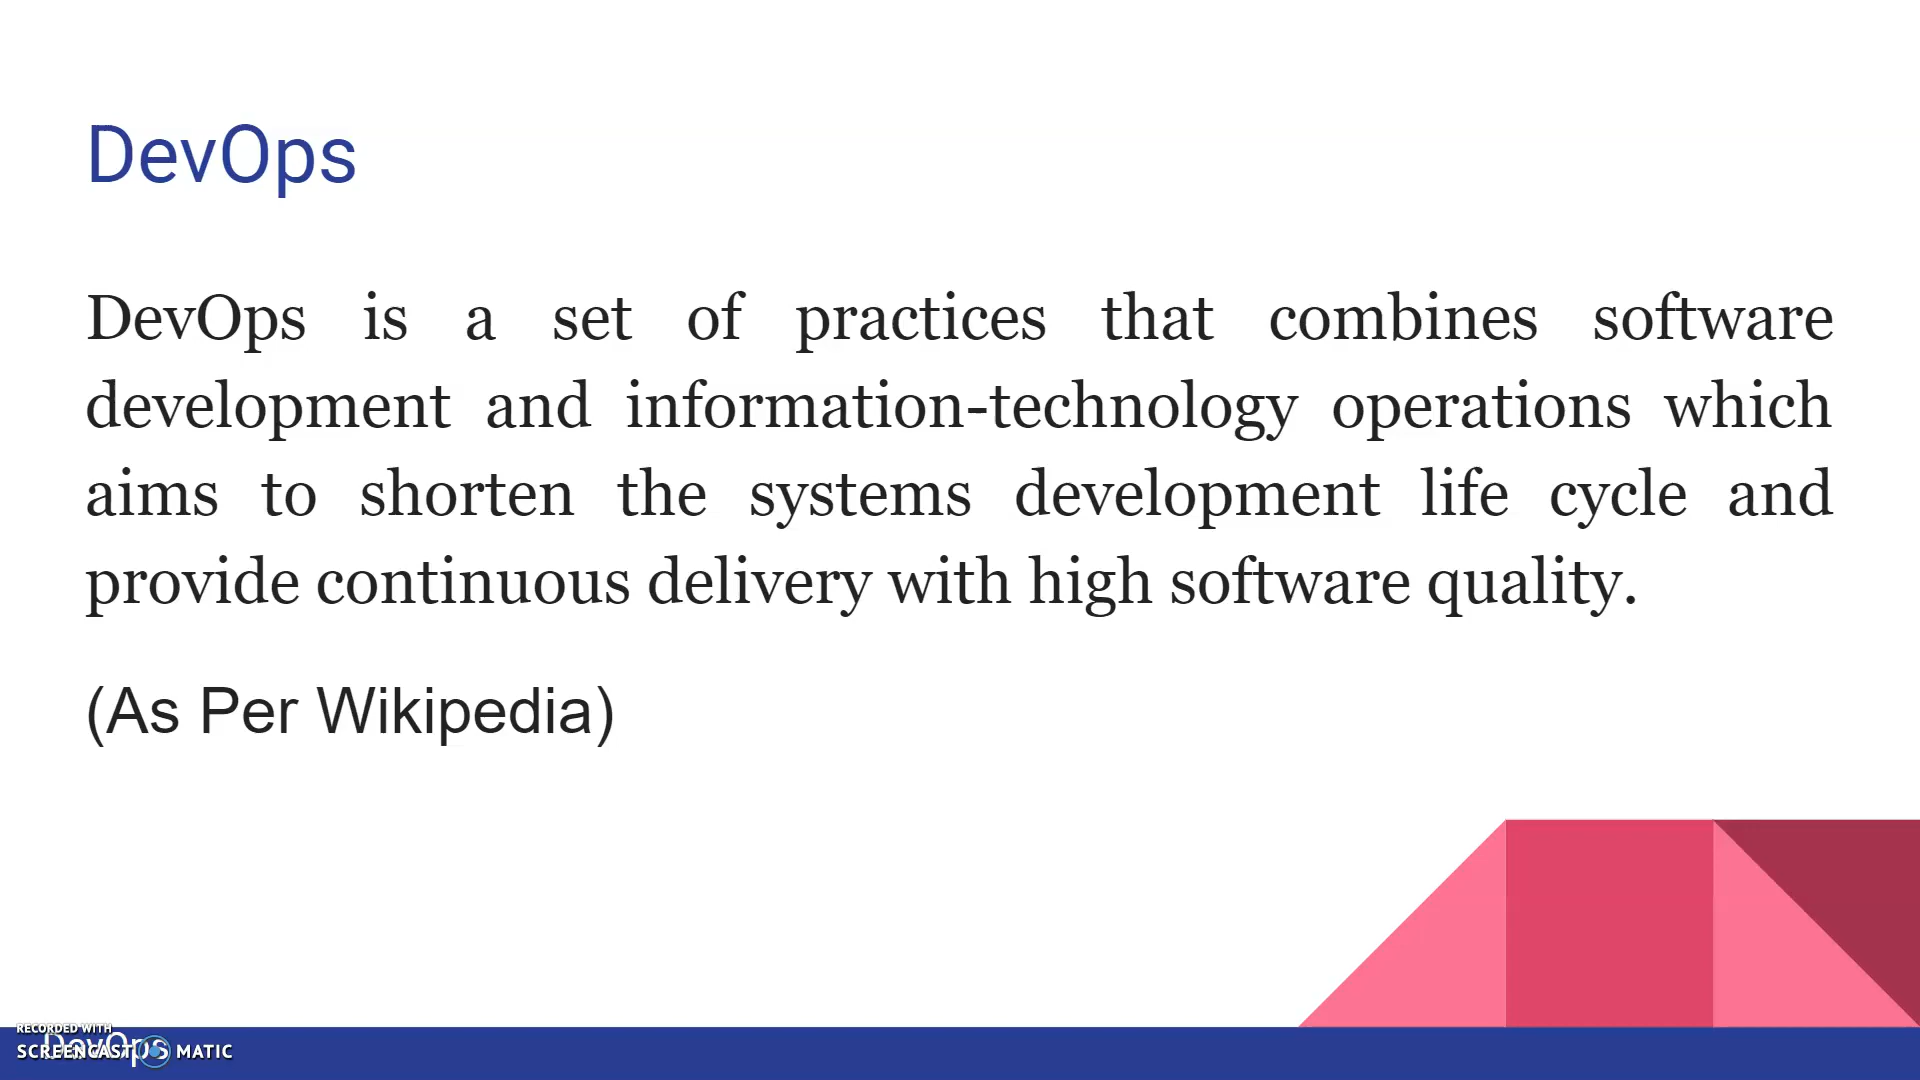 DevOps
DevOps is a set of practices that combines software
development and information-technology operations which
aims to shorten the systems development life cycle and
provide continuous delivery with high software quality.
(As Per Wikipedia)
RECORDED WITH
DevOps
SCREENCAST MATIC